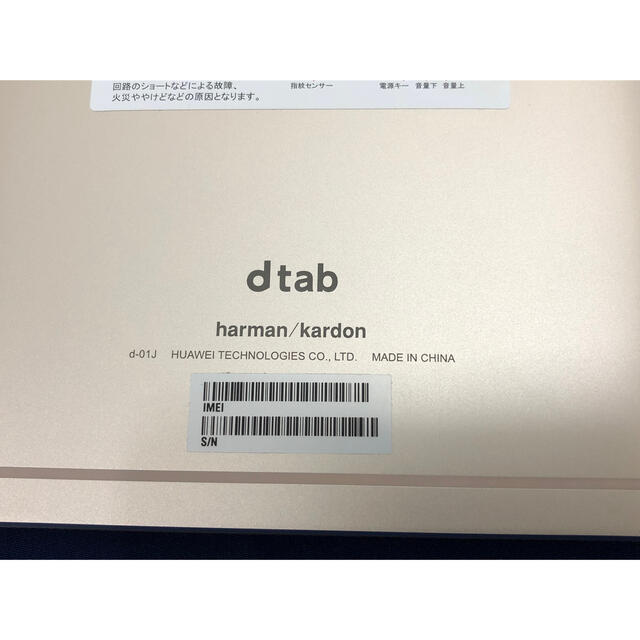 回路のショートなどによる故障、
火災ややけどなどの原因となります。
指紋センサー 電源キー 音量下 音量上
dtab
harman/kardon
d-01J HUAWEI TECHNOLOGIES CO., LTD. MADE IN CHINA
IMEI
S/N